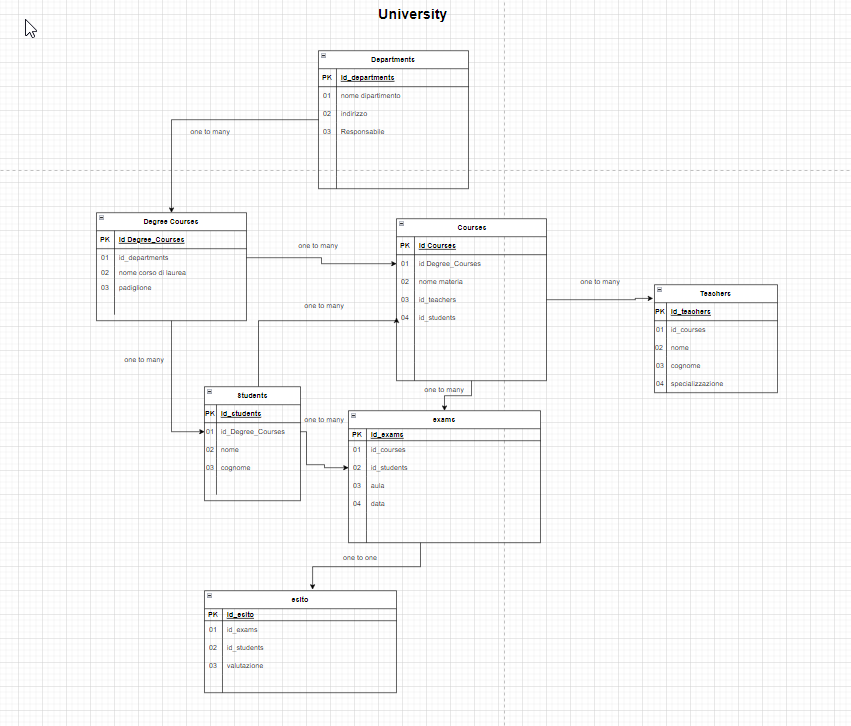 University
Departments
PK id_departments
01 nome dipartimento
02 indirizzo
03 Responsabile
one to many
Degree Courses
PK id Degree_Courses
01 id_departments
02 nome corso di laurea
03 padiglione
one to many
Courses
PK id Courses
01 id Degree_Courses
02 nome materia
03 id_teachers
04 id_students
one to many
one to many
Teachers
PK id_teachers
01 id_courses
02 nome
03 cognome
04 specializzazione
one to many
Students
PK id_students
01 id_Degree_Courses
02 nome
03 cognome
one to many
one to many
exams
PK id_exams
01 id_courses
02 id_students
03 aula
04 data
one to one
esito
PK id_esito
01 id_exams
02 id_students
03 valutazione